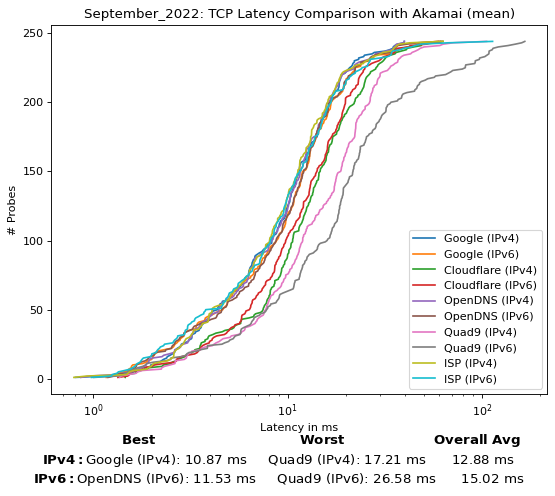 September_2022: TCP Latency Comparison with Akamai (mean)
250
200
150
100
50
0
# Probes
10⁰ 10¹ 10²
Latency in ms
Google (IPv4)
Google (IPv6)
Cloudflare (IPv4)
Cloudflare (IPv6)
OpenDNS (IPv4)
OpenDNS (IPv6)
Quad9 (IPv4)
Quad9 (IPv6)
ISP (IPv4)
ISP (IPv6)
Best Worst Overall Avg
IPv4: Google (IPv4): 10.87 ms Quad9 (IPv4): 17.21 ms 12.88 ms
IPv6: OpenDNS (IPv6): 11.53 ms Quad9 (IPv6): 26.58 ms 15.02 ms